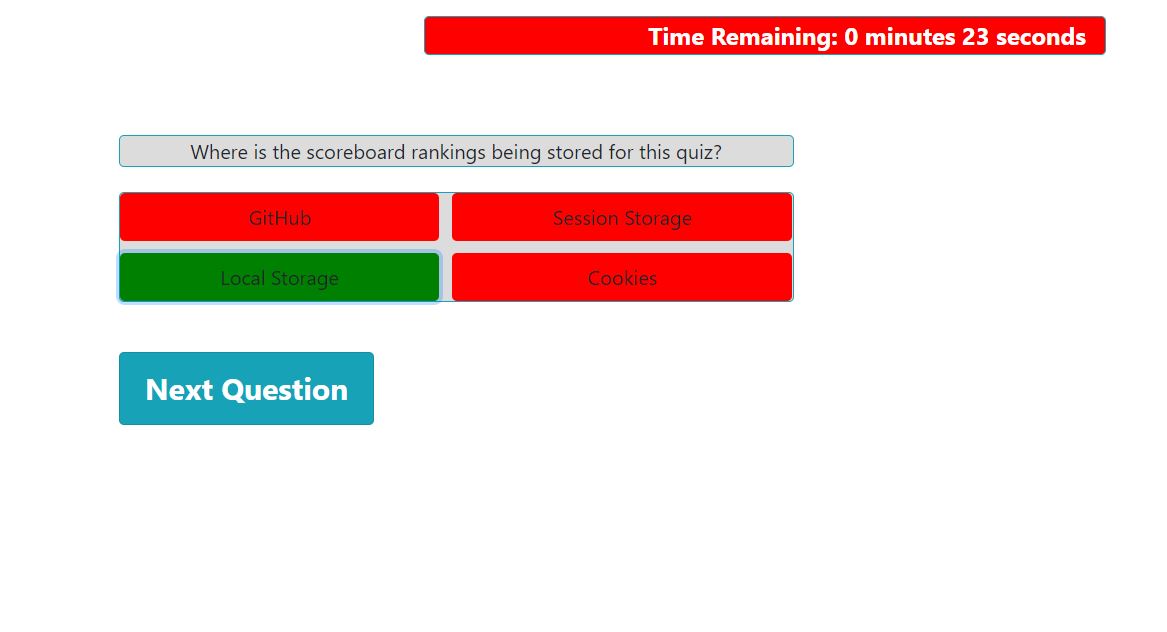 Time Remaining: 0 minutes 23 seconds
Where is the scoreboard rankings being stored for this quiz?
GitHub
Session Storage
Local Storage
Cookies
Next Question